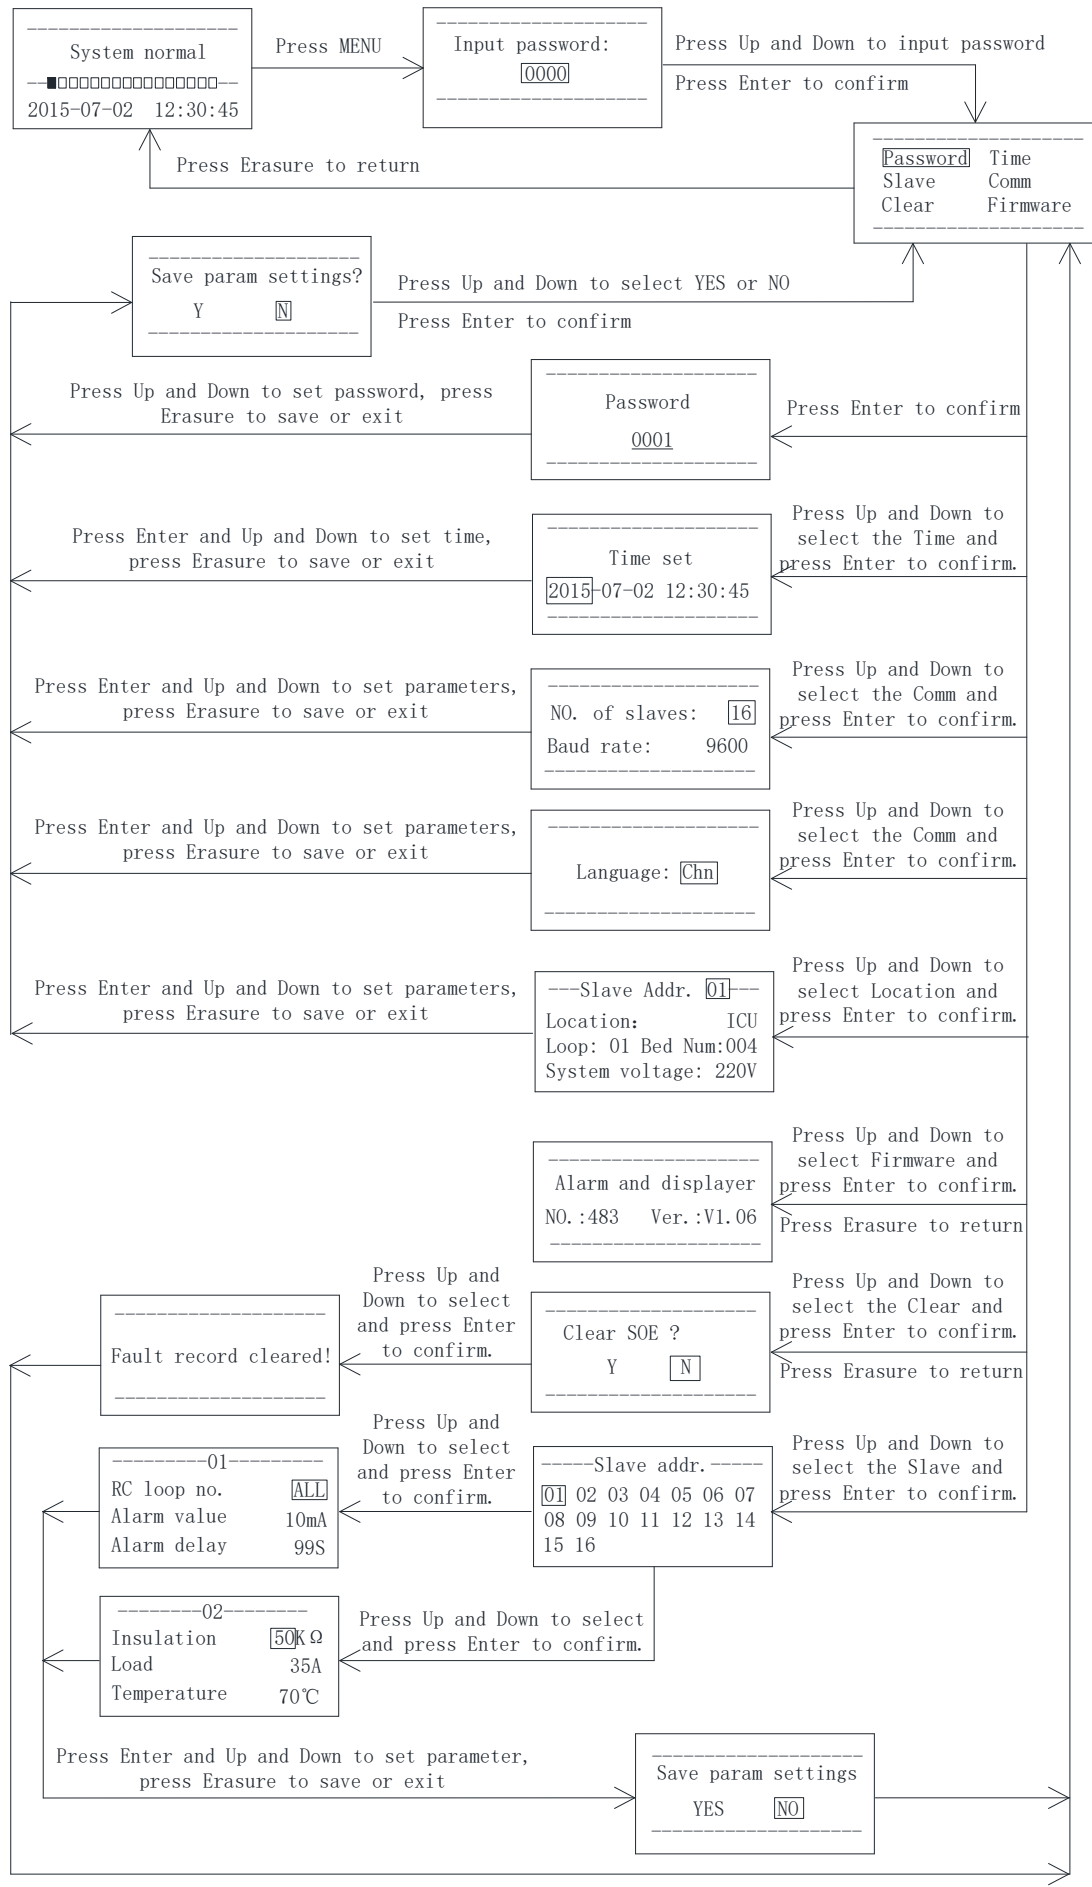 System normal
2015-07-02 12:30:45
Press MENU
Input password:
0000
Press Up and Down to input password
Press Enter to confirm
Password Time
Slave Comm
Clear Firmware
Press Erasure to return
Save param settings?
Y N
Press Up and Down to select YES or NO
Press Enter to confirm
Press Up and Down to set password, press
Erasure to save or exit
Password
0001
Press Enter to confirm
Press Enter and Up and Down to set time,
press Erasure to save or exit
Time set
2015-07-02 12:30:45
Press Up and Down to
select the Time and
press Enter to confirm.
Press Enter and Up and Down to set parameters,
press Erasure to save or exit
NO. of slaves: 16
Baud rate: 9600
Press Up and Down to
select the Comm and
press Enter to confirm.
Press Enter and Up and Down to set parameters,
press Erasure to save or exit
Language: Chn
Press Up and Down to
select the Comm and
press Enter to confirm.
Press Enter and Up and Down to set parameters,
press Erasure to save or exit
---Slave Addr. 01---
Location: ICU
Loop: 01 Bed Num:004
System voltage: 220V
Press Up and Down to
select Location and
press Enter to confirm.
Alarm and displayer
NO.:483 Ver.:V1.06
Press Up and Down to
select Firmware and
press Enter to confirm.
Press Erasure to return
Fault record cleared!
Press Up and
Down to select
and press Enter
to confirm.
Clear SOE ?
Y N
Press Up and Down to
select the Clear and
press Enter to confirm.
Press Erasure to return
---------01---------
RC loop no. ALL
Alarm value 10mA
Alarm delay 99S
Press Up and
Down to select
and press Enter
to confirm.
-----Slave addr.-----
01 02 03 04 05 06 07
08 09 10 11 12 13 14
15 16
Press Up and Down to
select the Slave and
press Enter to confirm.
--------02--------
Insulation 50KΩ
Load 35A
Temperature 70℃
Press Up and Down to select
and press Enter to confirm.
Press Enter and Up and Down to set parameter,
press Erasure to save or exit
Save param settings
YES NO